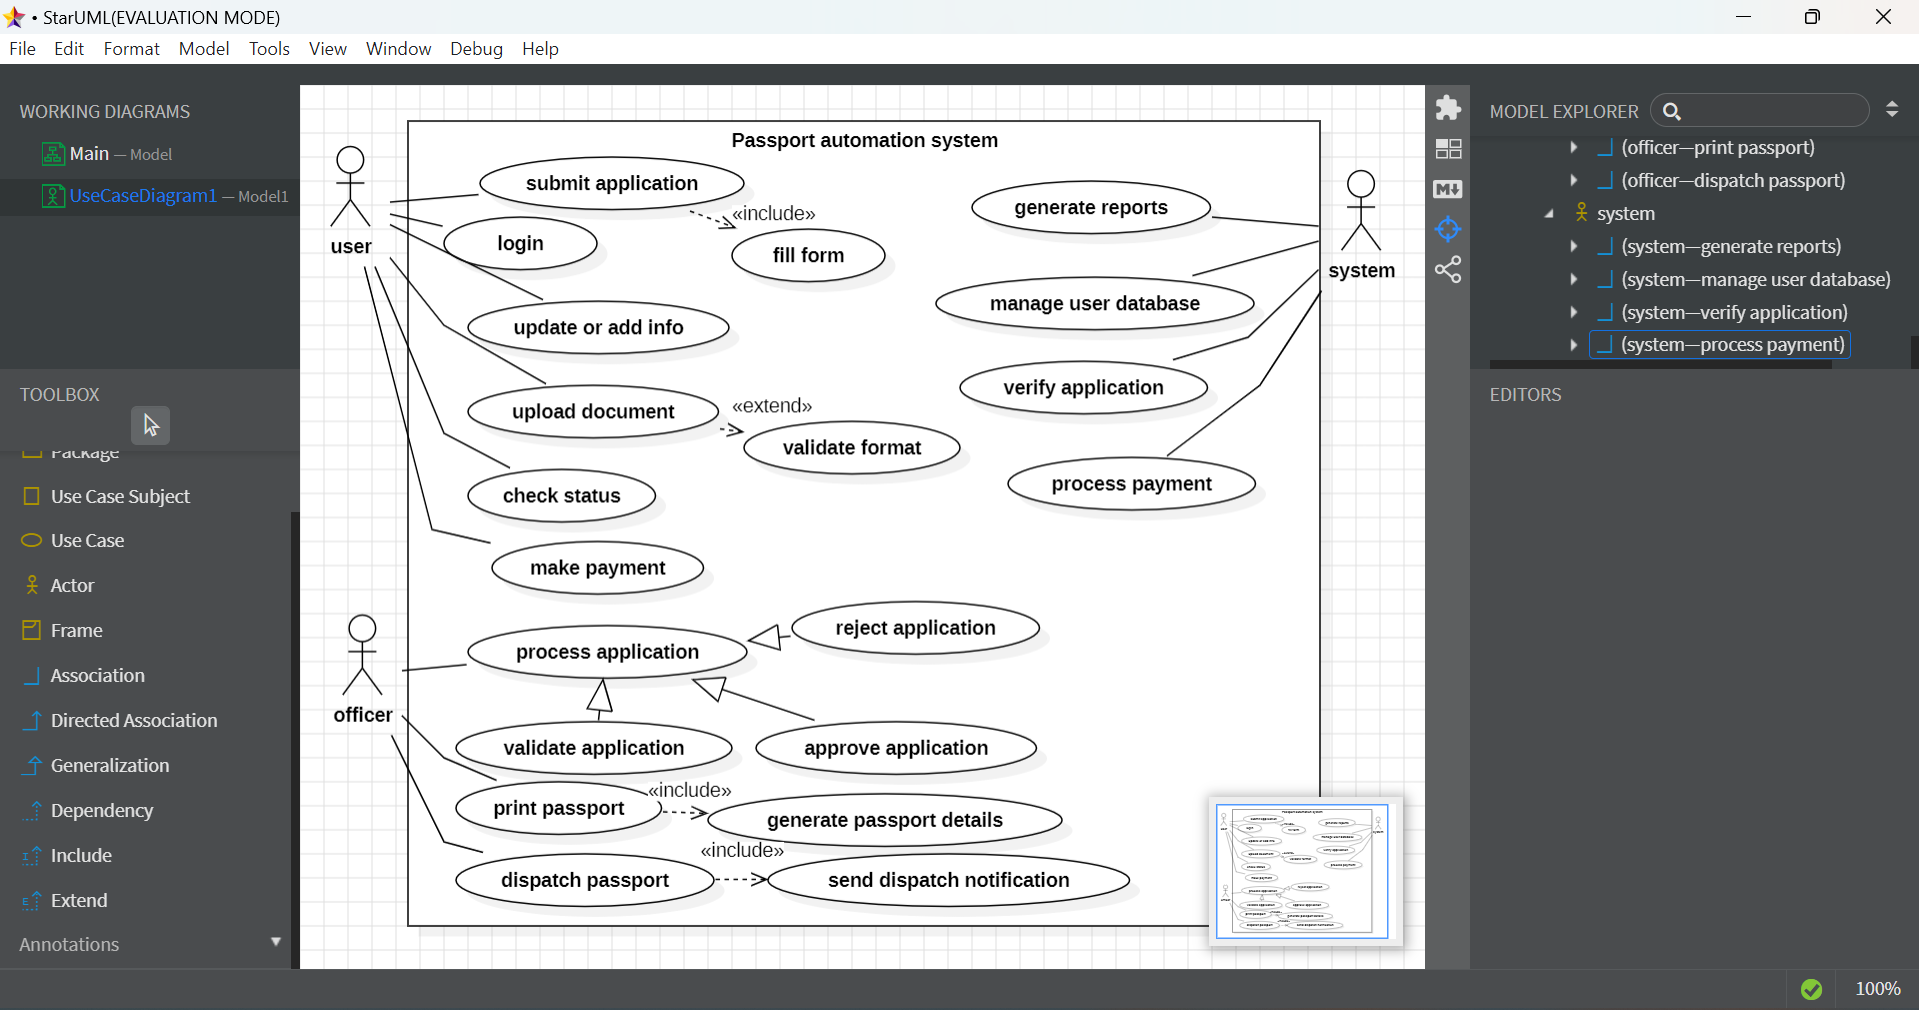 • StarUML(EVALUATION MODE)
File Edit Format Model Tools View Window Debug Help
WORKING DIAGRAMS
Main — Model
UseCaseDiagram1 — Model1
TOOLBOX
Package
Use Case Subject
Use Case
Actor
Frame
Association
Directed Association
Generalization
Dependency
Include
Extend
Annotations
Passport automation system
user
submit application
«include»
login
fill form
update or add info
upload document
«extend»
validate format
check status
make payment
generate reports
system
manage user database
verify application
process payment
officer
process application
reject application
validate application
approve application
print passport
«include»
generate passport details
«include»
dispatch passport
send dispatch notification
MODEL EXPLORER
(officer—print passport)
(officer—dispatch passport)
system
(system—generate reports)
(system—manage user database)
(system—verify application)
(system—process payment)
EDITORS
100%